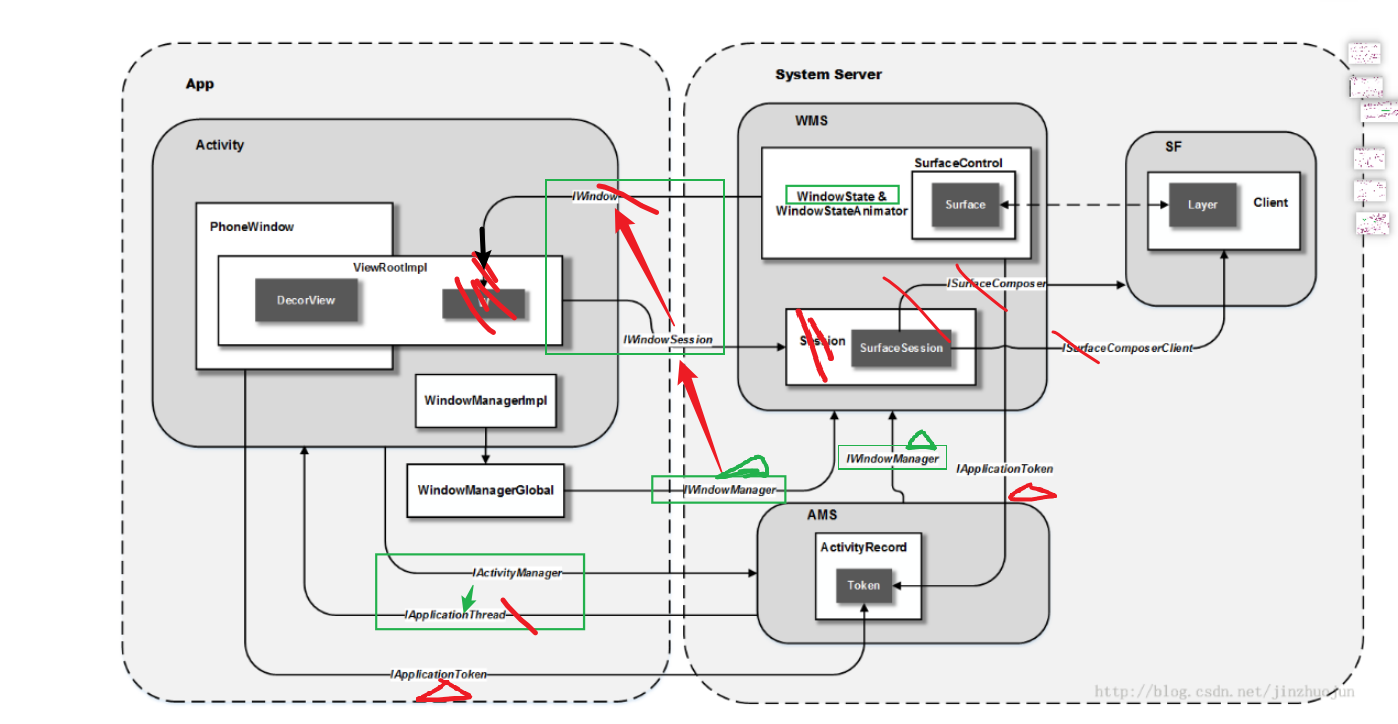 App
System Server
Activity
WMS
SF
SurfaceControl
WindowState &
WindowStateAnimator
Surface
Layer
Client
IWindow
PhoneWindow
ViewRootImpl
DecorView
ISurfaceComposer
IWindowSession
Session
SurfaceSession
ISurfaceComposerClient
WindowManagerImpl
IWindowManager
IApplicationToken
WindowManagerGlobal
IWindowManager
AMS
ActivityRecord
IActivityManager
Token
IApplicationThread
IApplicationToken
http://blog.csdn.net/jinzhuojun